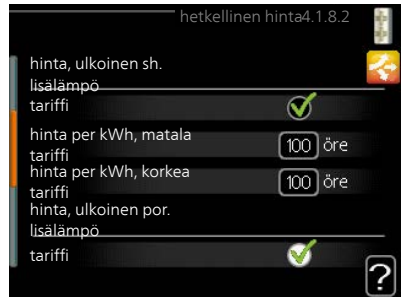 hetkellinen hinta4.1.8.2
hinta, ulkoinen sh.
lisälämpö
tariffi
hinta per kWh, matala
tariffi
100 öre
hinta per kWh, korkea
tariffi
100 öre
hinta, ulkoinen por.
lisälämpö
tariffi
?